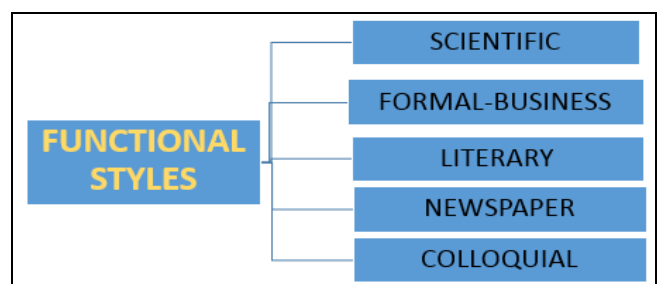 FUNCTIONAL
STYLES
SCIENTIFIC
FORMAL-BUSINESS
LITERARY
NEWSPAPER
COLLOQUIAL